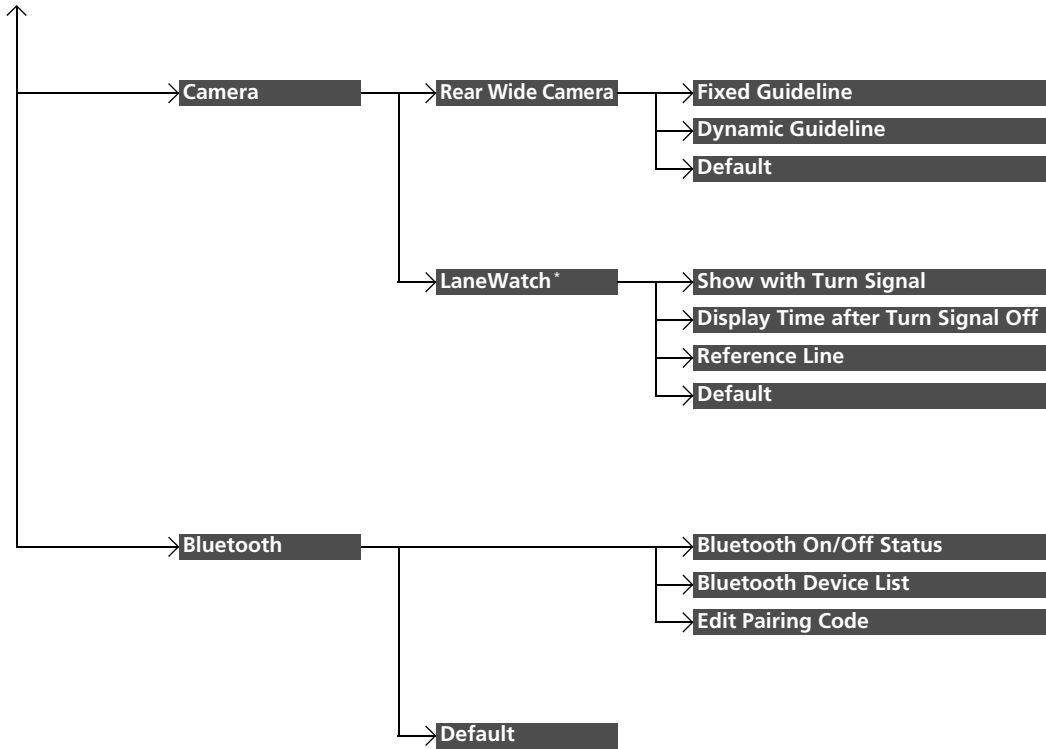 Camera
Rear Wide Camera
Fixed Guideline
Dynamic Guideline
Default
LaneWatch*
Show with Turn Signal
Display Time after Turn Signal Off
Reference Line
Default
Bluetooth
Bluetooth On/Off Status
Bluetooth Device List
Edit Pairing Code
Default